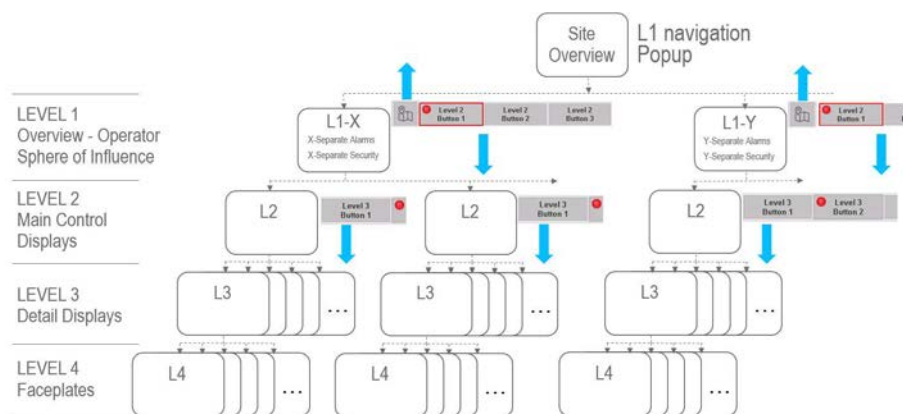 Site
Overview
L1 navigation
Popup
LEVEL 1
Overview - Operator
Sphere of Influence
L1-X
X-Separate Alarms
X-Separate Security
Level 2
Button 1
Level 2
Button 2
Level 2
Button 3
L1-Y
Y-Separate Alarms
Y-Separate Security
Level 2
Button 1
LEVEL 2
Main Control
Displays
L2
Level 3
Button 1
L2
Level 3
Button 1
L2
Level 3
Button 1
Level 3
Button 2
LEVEL 3
Detail Displays
L3
...
L3
...
L3
...
LEVEL 4
Faceplates
L4
...
L4
...
L4
...